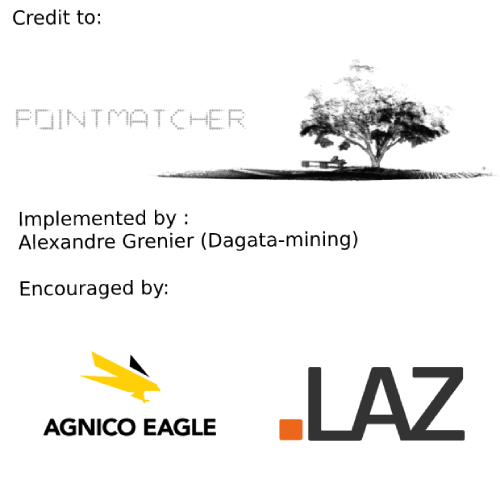 Credit to:
POINTMATCHER
Implemented by :
Alexandre Grenier (Dagata-mining)
Encouraged by:
AGNICO EAGLE
.LAZ